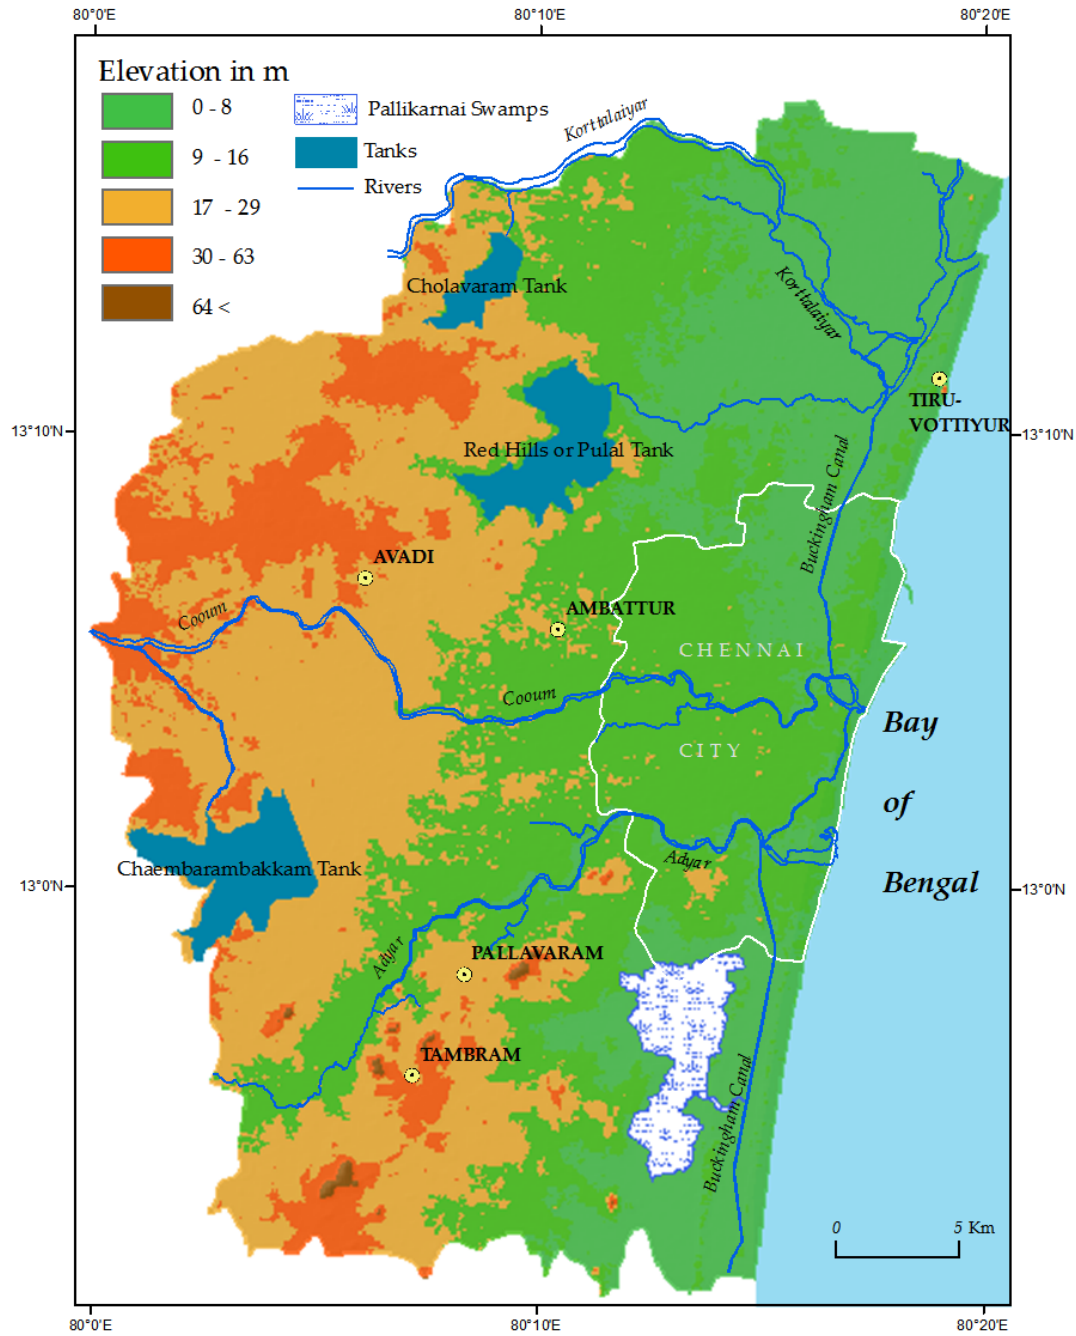 80°0'E
80°10'E
80°20'E
Elevation in m
0 - 8
9 - 16
17 - 29
30 - 63
64 <
Pallikarnai Swamps
Tanks
Rivers
Korttalaiyar
Cholavaram Tank
Korttalaiyar
TIRU-
VOTTIYUR
13°10'N
13°10'N
Red Hills or Pulal Tank
Buckingham Canal
AVADI
AMBATTUR
Cooum
CHENNAI
Cooum
Bay
CITY
of
Adyar
Chaembarambakkam Tank
13°0'N
Bengal
13°0'N
Adyar
PALLAVARAM
TAMBRAM
Buckingham Canal
0 5 Km
80°0'E
80°10'E
80°20'E